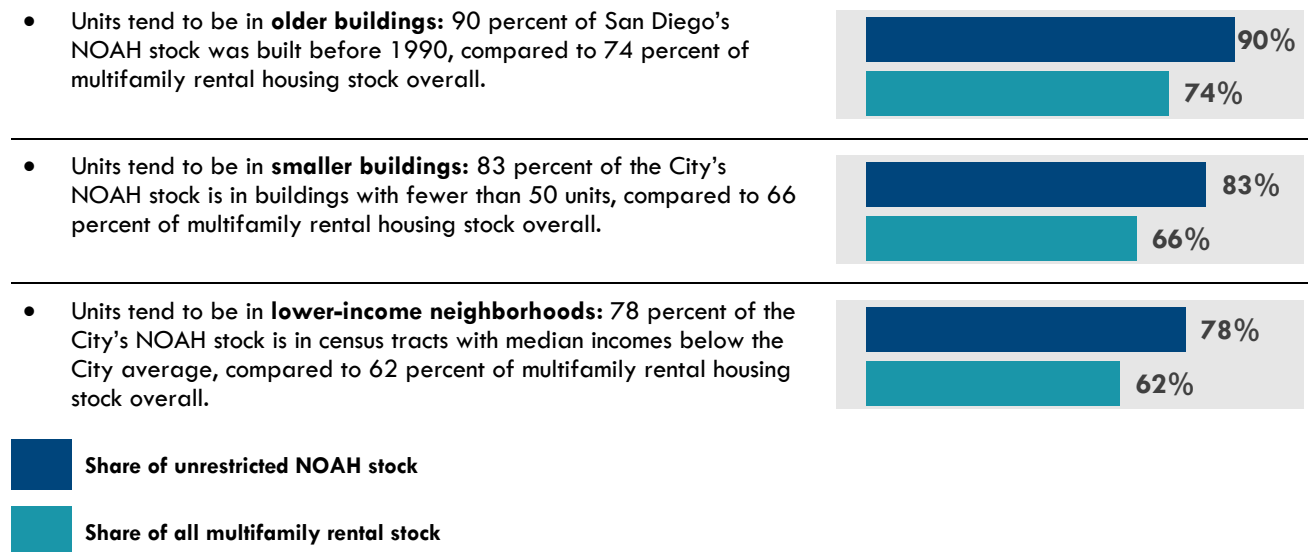 • Units tend to be in older buildings: 90 percent of San Diego’s
NOAH stock was built before 1990, compared to 74 percent of
multifamily rental housing stock overall.
90%
74%
• Units tend to be in smaller buildings: 83 percent of the City’s
NOAH stock is in buildings with fewer than 50 units, compared to 66
percent of multifamily rental housing stock overall.
83%
66%
• Units tend to be in lower-income neighborhoods: 78 percent of the
City’s NOAH stock is in census tracts with median incomes below the
City average, compared to 62 percent of multifamily rental housing
stock overall.
78%
62%
Share of unrestricted NOAH stock
Share of all multifamily rental stock